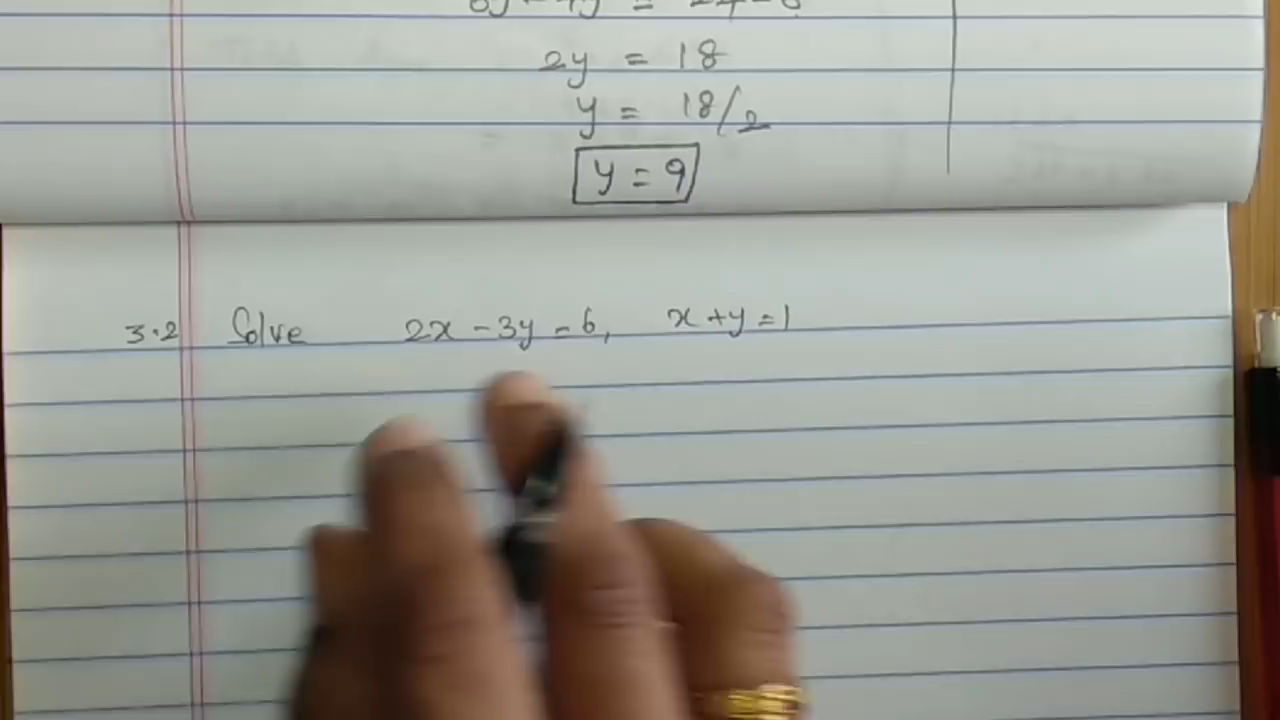 2y = 18
y = 18/2
y = 9
3.2 Solve 2x - 3y = 6, x + y = 1